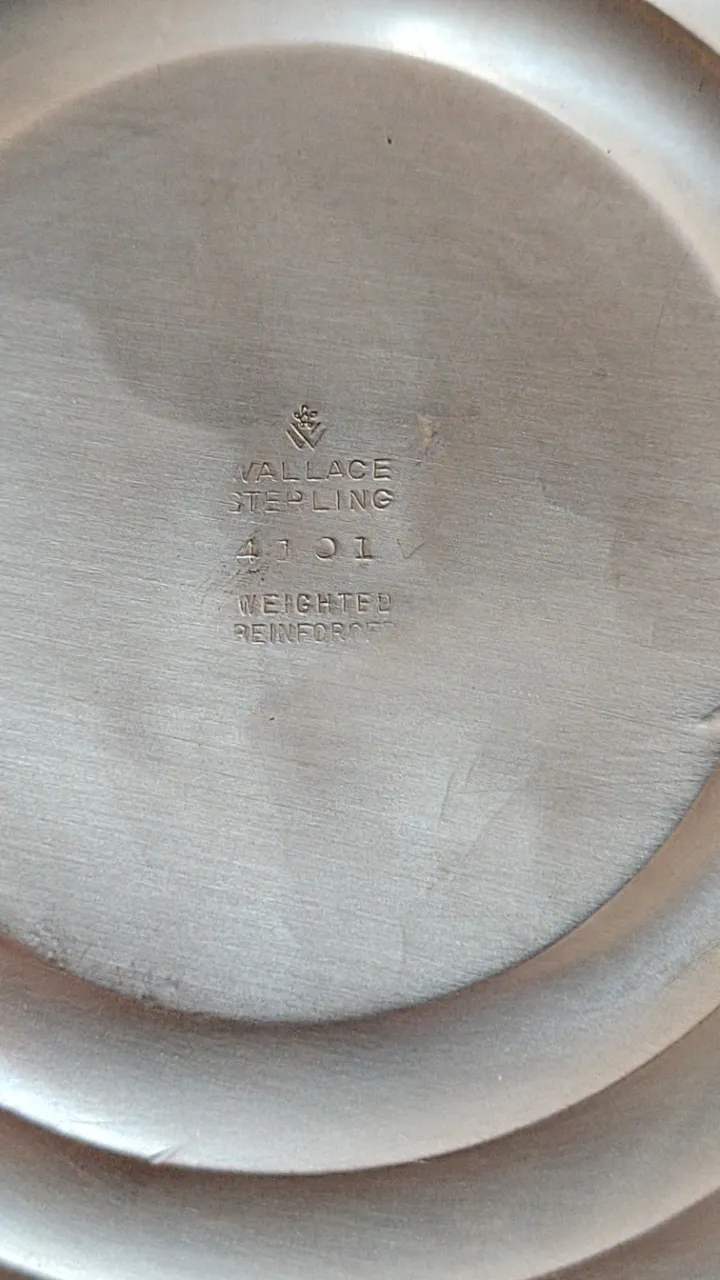 WALLACE
STERLING
4101
WEIGHTED
REINFORCED